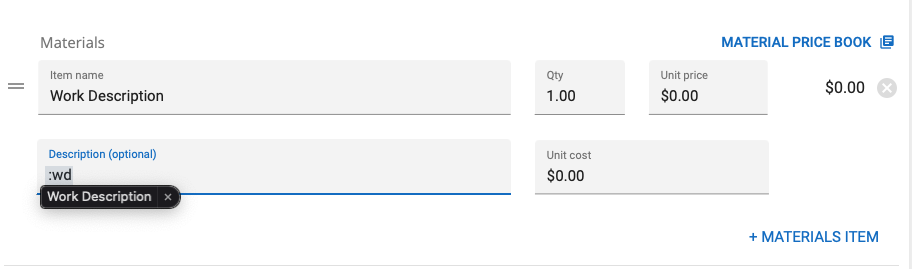 Materials
MATERIAL PRICE BOOK
Item name
Work Description
Qty
1.00
Unit price
$0.00
$0.00
Description (optional)
:wd
Work Description ×
Unit cost
$0.00
+ MATERIALS ITEM